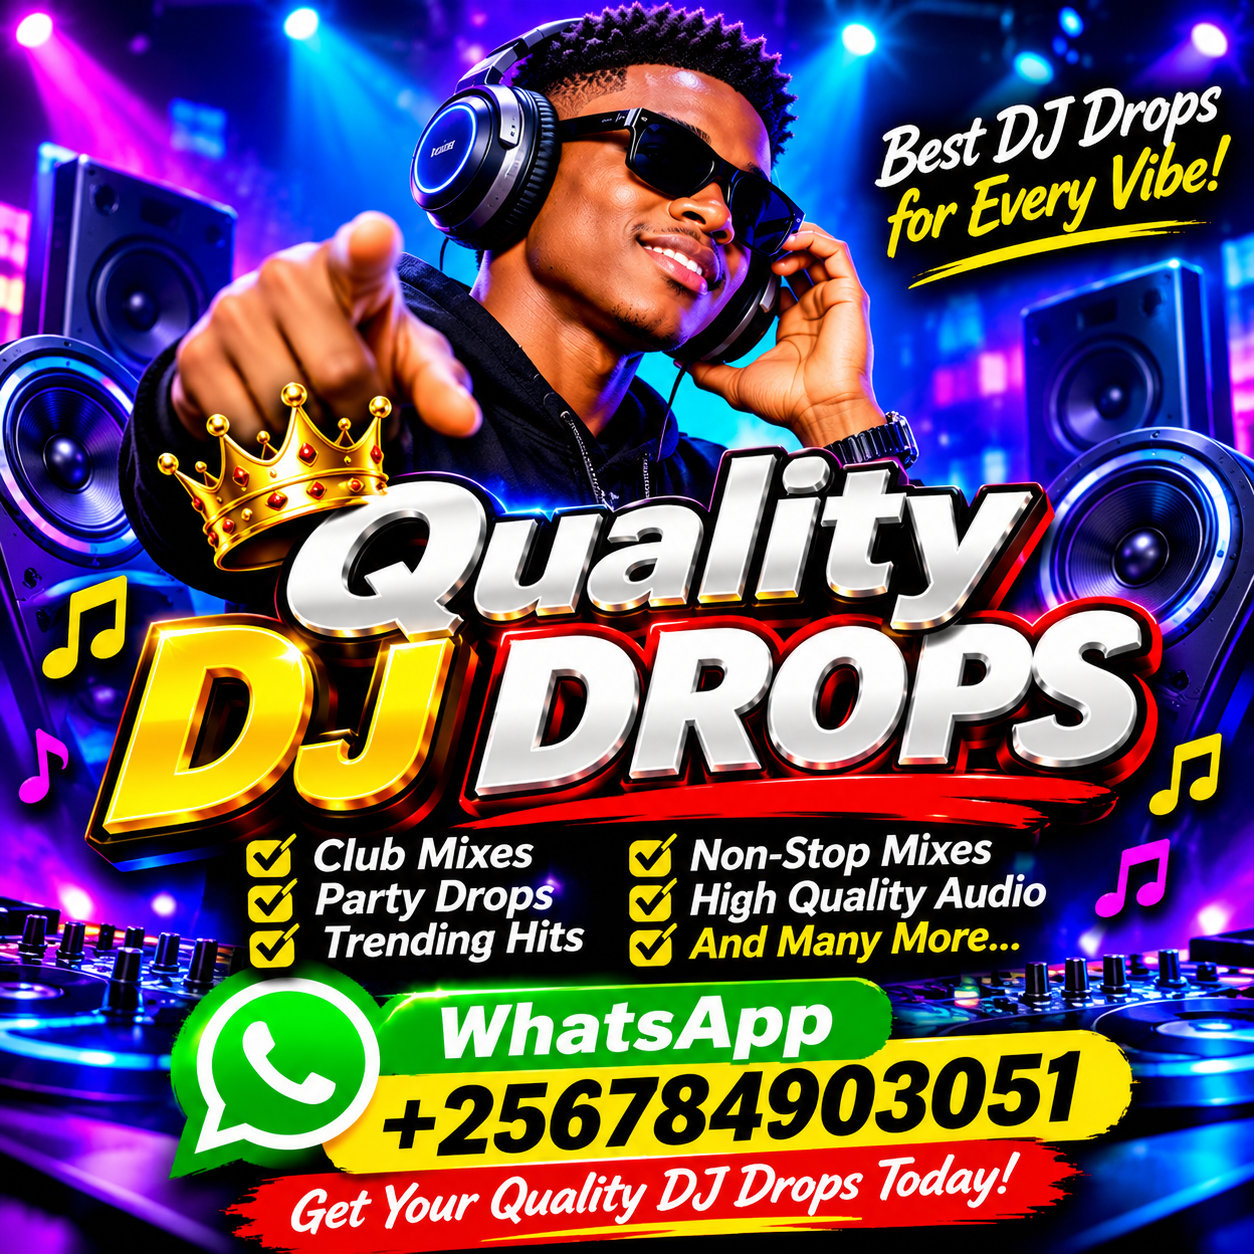 Best DJ Drops
for Every Vibe!
Quality
DJ DROPS
Club Mixes
Party Drops
Trending Hits
Non-Stop Mixes
High Quality Audio
And Many More...
WhatsApp
+256784903051
Get Your Quality DJ Drops Today!